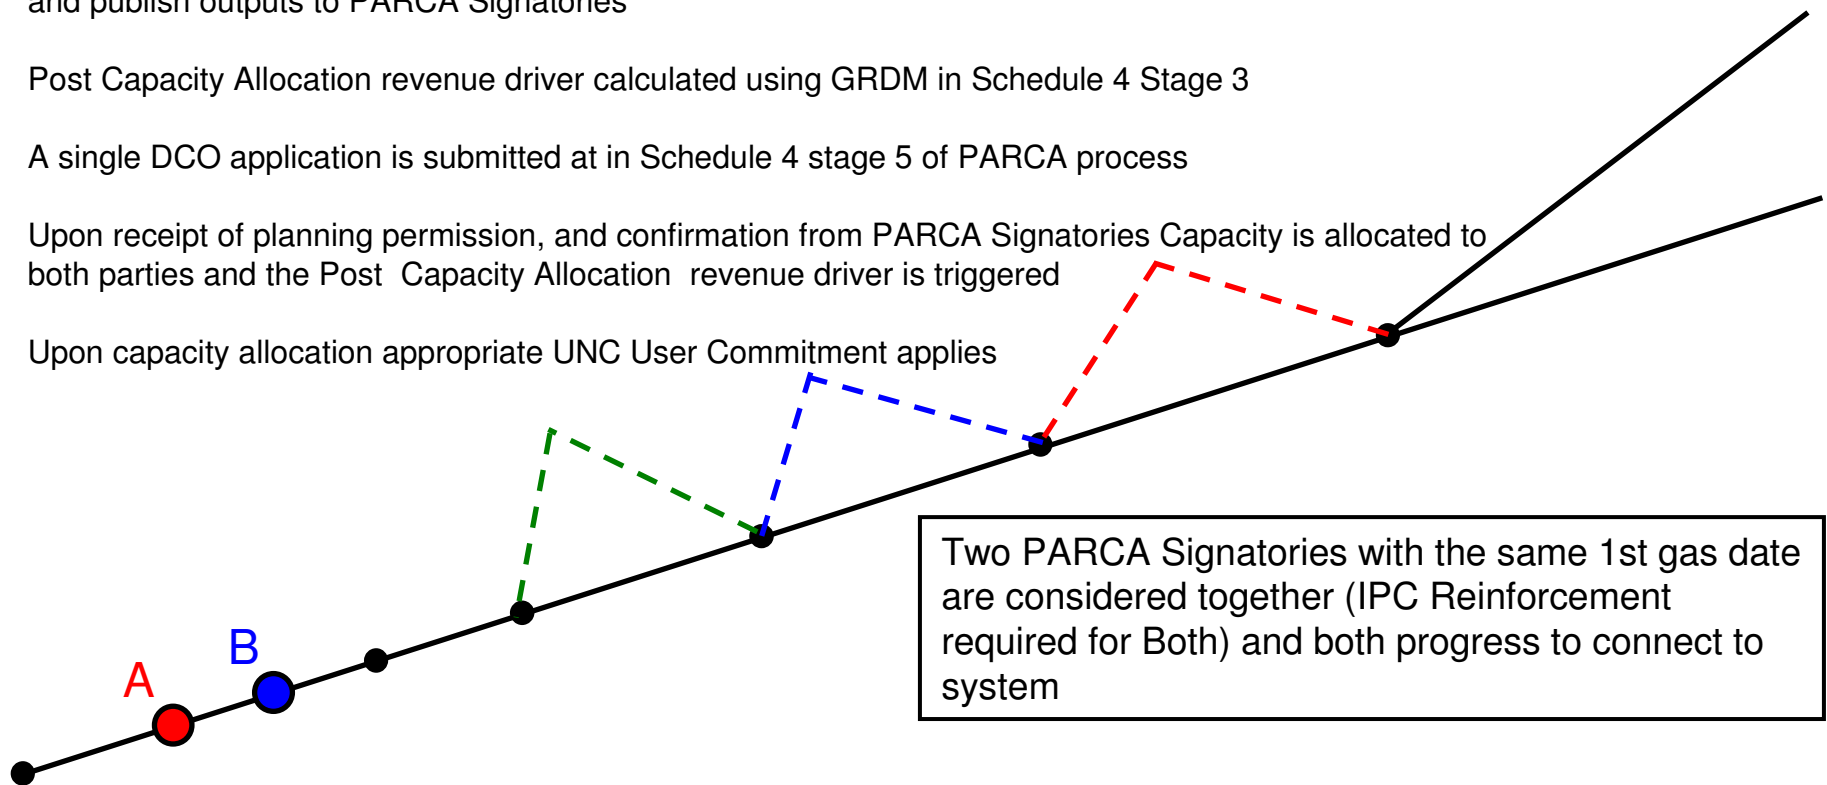 and publish outputs to PARCA Signatories
Post Capacity Allocation revenue driver calculated using GRDM in Schedule 4 Stage 3
A single DCO application is submitted at in Schedule 4 stage 5 of PARCA process
Upon receipt of planning permission, and confirmation from PARCA Signatories Capacity is allocated to
both parties and the Post  Capacity Allocation  revenue driver is triggered
Upon capacity allocation appropriate UNC User Commitment applies
Two PARCA Signatories with the same 1st gas date
are considered together (IPC Reinforcement
required for Both) and both progress to connect to
system
B
A